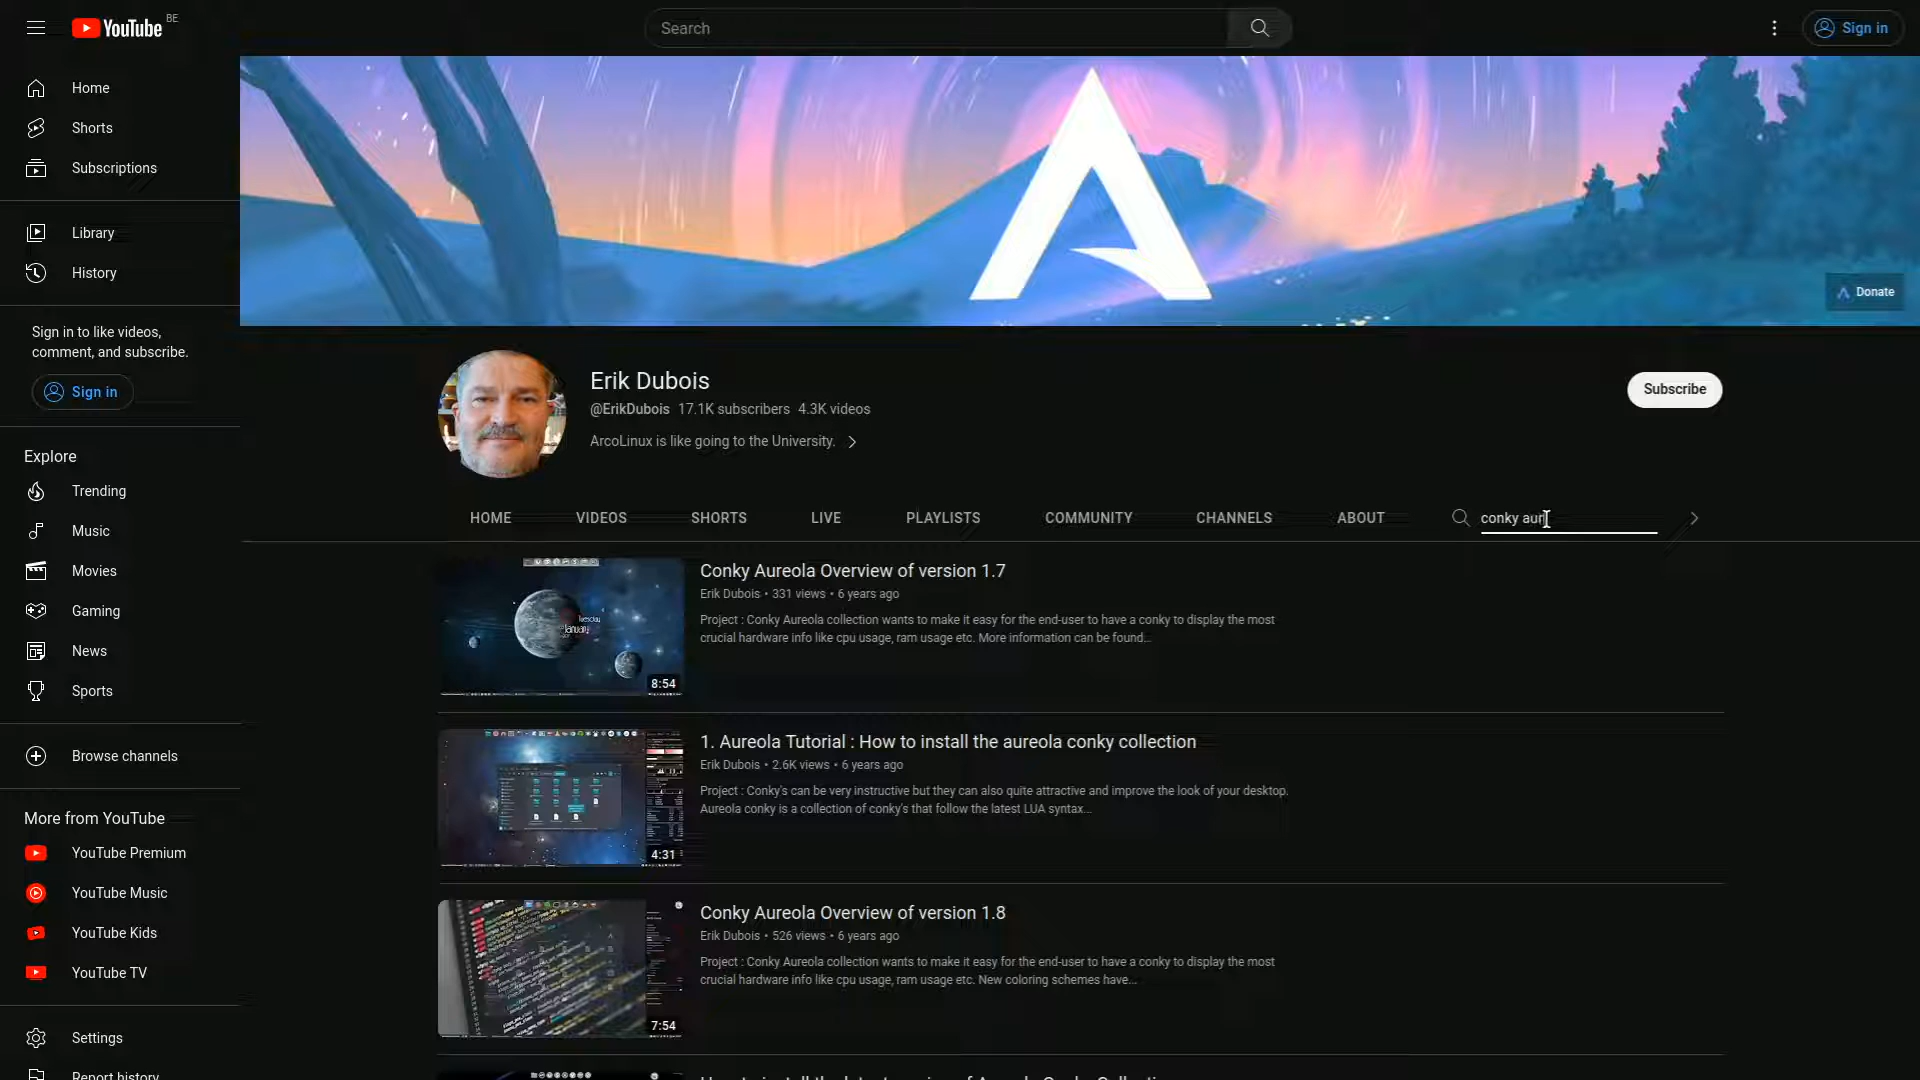 YouTube BE
Search
Sign in
Home
Shorts
Subscriptions
Library
History
Sign in to like videos,
comment, and subscribe.
Sign in
Explore
Trending
Music
Movies
Gaming
News
Sports
Browse channels
More from YouTube
YouTube Premium
YouTube Music
YouTube Kids
YouTube TV
Settings
Report history
Donate
Erik Dubois
@ErikDubois 17.1K subscribers 4.3K videos
ArcoLinux is like going to the University.
Subscribe
HOME VIDEOS SHORTS LIVE PLAYLISTS COMMUNITY CHANNELS ABOUT conky aur
Conky Aureola Overview of version 1.7
Erik Dubois • 331 views • 6 years ago
Project : Conky Aureola collection wants to make it easy for the end-user to have a conky to display the most
crucial hardware info like cpu usage, ram usage etc. More information can be found...
Tuesday
January
8:54
1. Aureola Tutorial : How to install the aureola conky collection
Erik Dubois • 2.6K views • 6 years ago
Project : Conky's can be very instructive but they can also quite attractive and improve the look of your desktop.
Aureola conky is a collection of conky's that follow the latest LUA syntax...
4:31
Conky Aureola Overview of version 1.8
Erik Dubois • 526 views • 6 years ago
Project : Conky Aureola collection wants to make it easy for the end-user to have a conky to display the most
crucial hardware info like cpu usage, ram usage etc. New coloring schemes have...
7:54